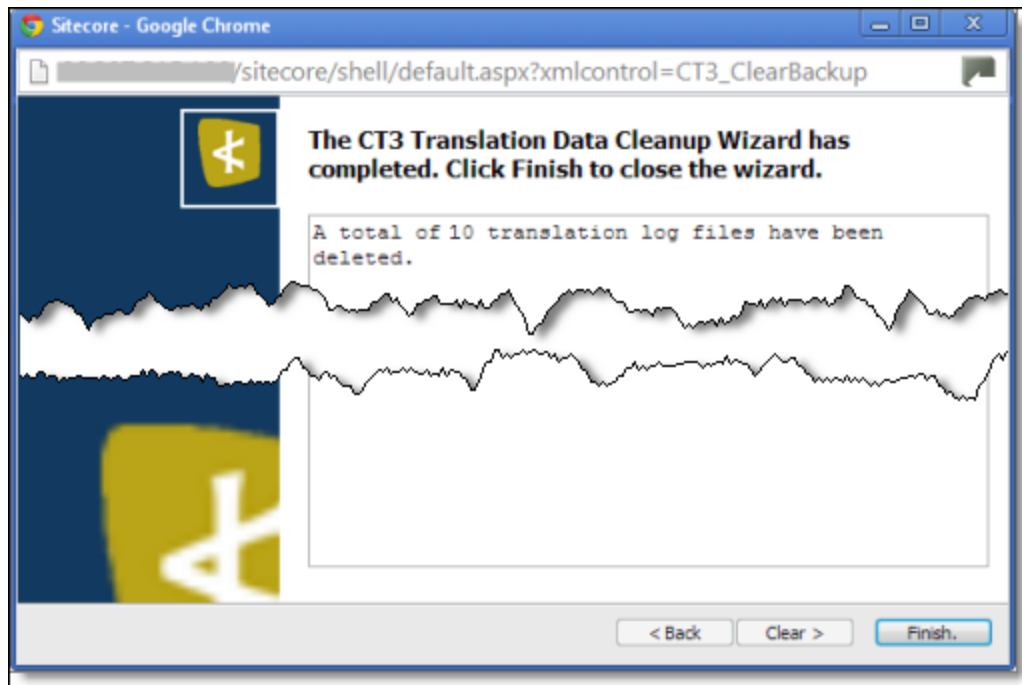 Sitecore - Google Chrome
/sitecore/shell/default.aspx?xmlcontrol=CT3_ClearBackup
The CT3 Translation Data Cleanup Wizard has
completed. Click Finish to close the wizard.
A total of 10 translation log files have been
deleted.
< Back
Clear >
Finish.